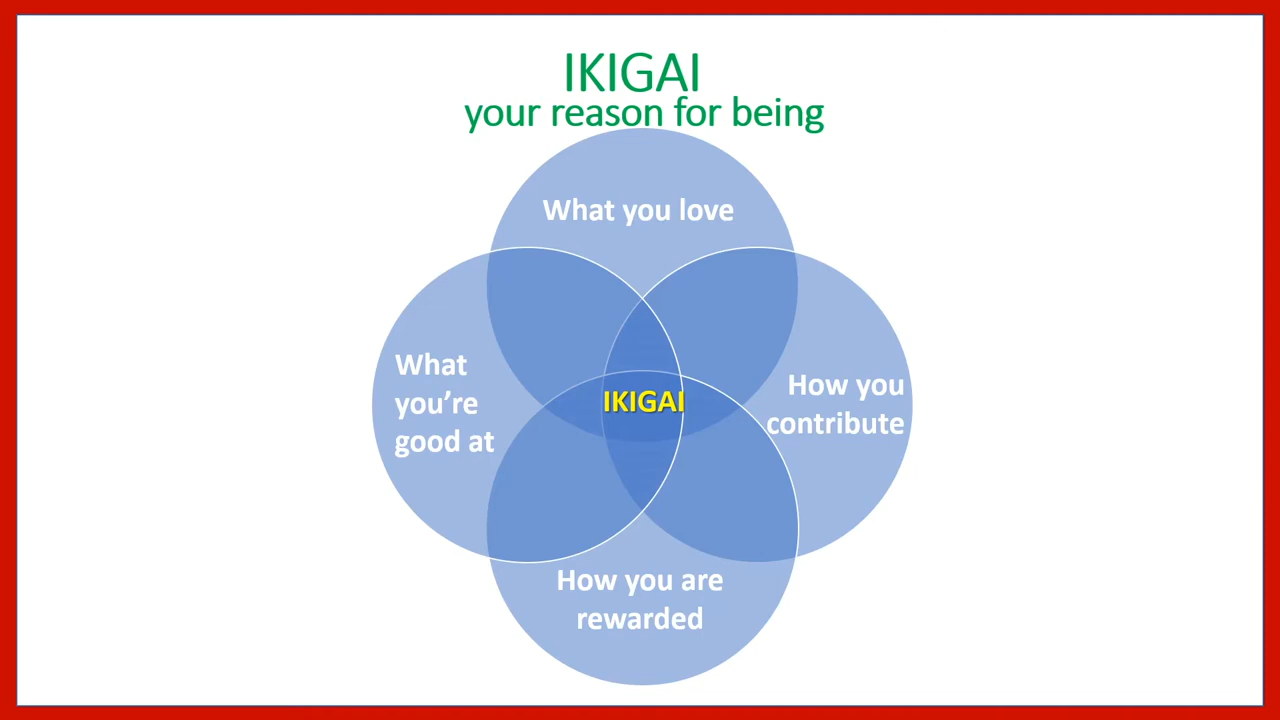 IKIGAI
your reason for being
What you love
What
you’re
good at
IKIGAI
How you
contribute
How you are
rewarded